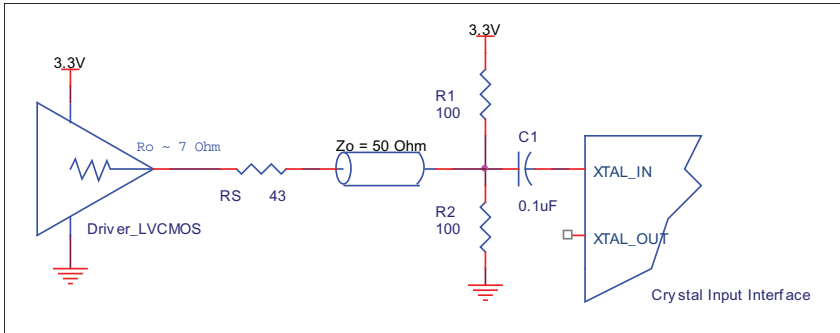 3.3V
3.3V
R1
100
Ro ~ 7 Ohm
Zo = 50 Ohm
C1
RS 43
XTAL_IN
0.1uF
R2
100
Driver_LVCMOS
XTAL_OUT
Crystal Input Interface